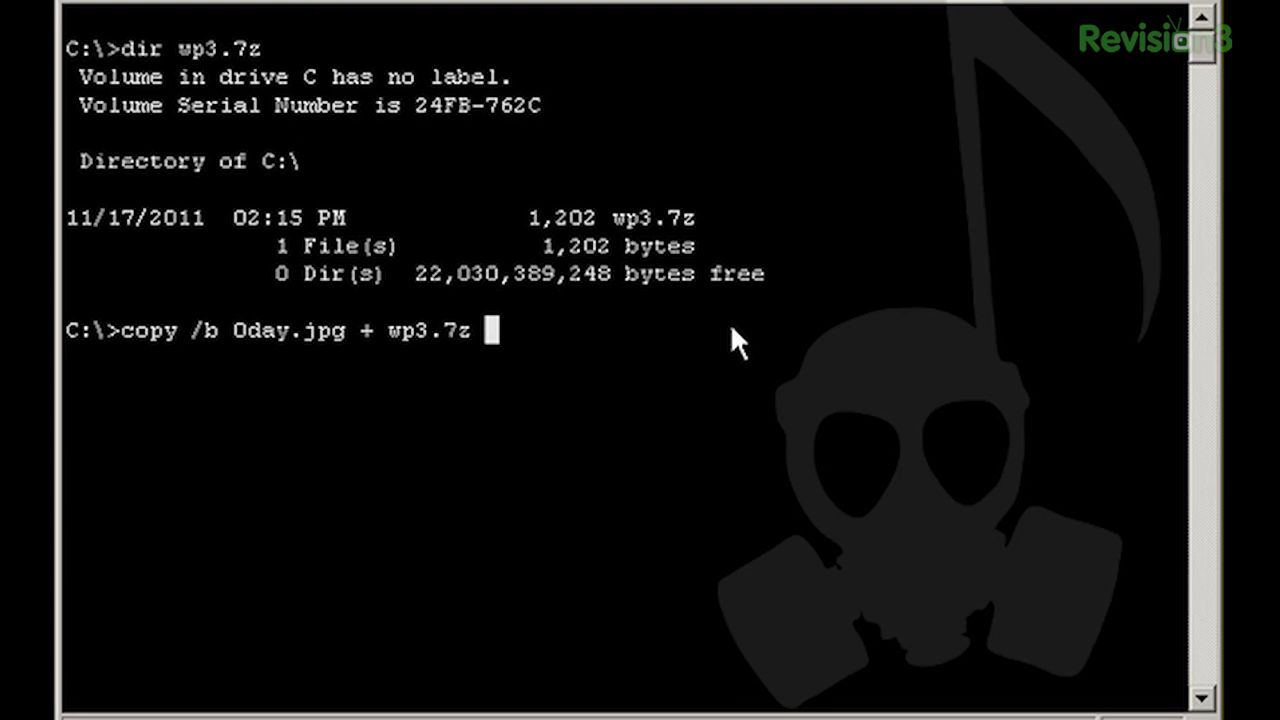 Revision3
C:\>dir wp3.7z
Volume in drive C has no label.
Volume Serial Number is 24FB-762C
Directory of C:\
11/17/2011 02:15 PM 1,202 wp3.7z
1 File(s) 1,202 bytes
0 Dir(s) 22,030,389,248 bytes free
C:\>copy /b 0day.jpg + wp3.7z